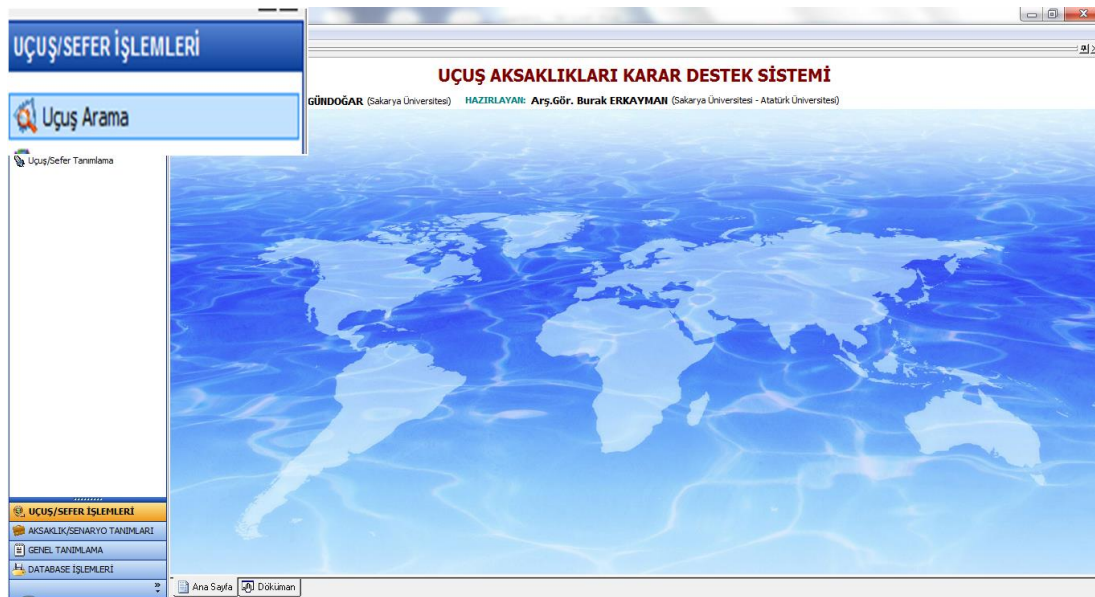 UÇUŞ/SEFER İŞLEMLERİ
Uçuş Arama
UÇUŞ AKSAKLIKLARI KARAR DESTEK SİSTEMİ
GÜNDOĞAR (Sakarya Üniversitesi) HAZIRLAYAN: Arş.Gör. Burak ERKAYMAN (Sakarya Üniversitesi - Atatürk Üniversitesi)
Uçuş/Sefer Tanımlama
UÇUŞ/SEFER İŞLEMLERİ
AKSAKLIK/SENARYO TANIMLARI
GENEL TANIMLAMA
DATABASE İŞLEMLERİ
Ana Sayfa Döküman